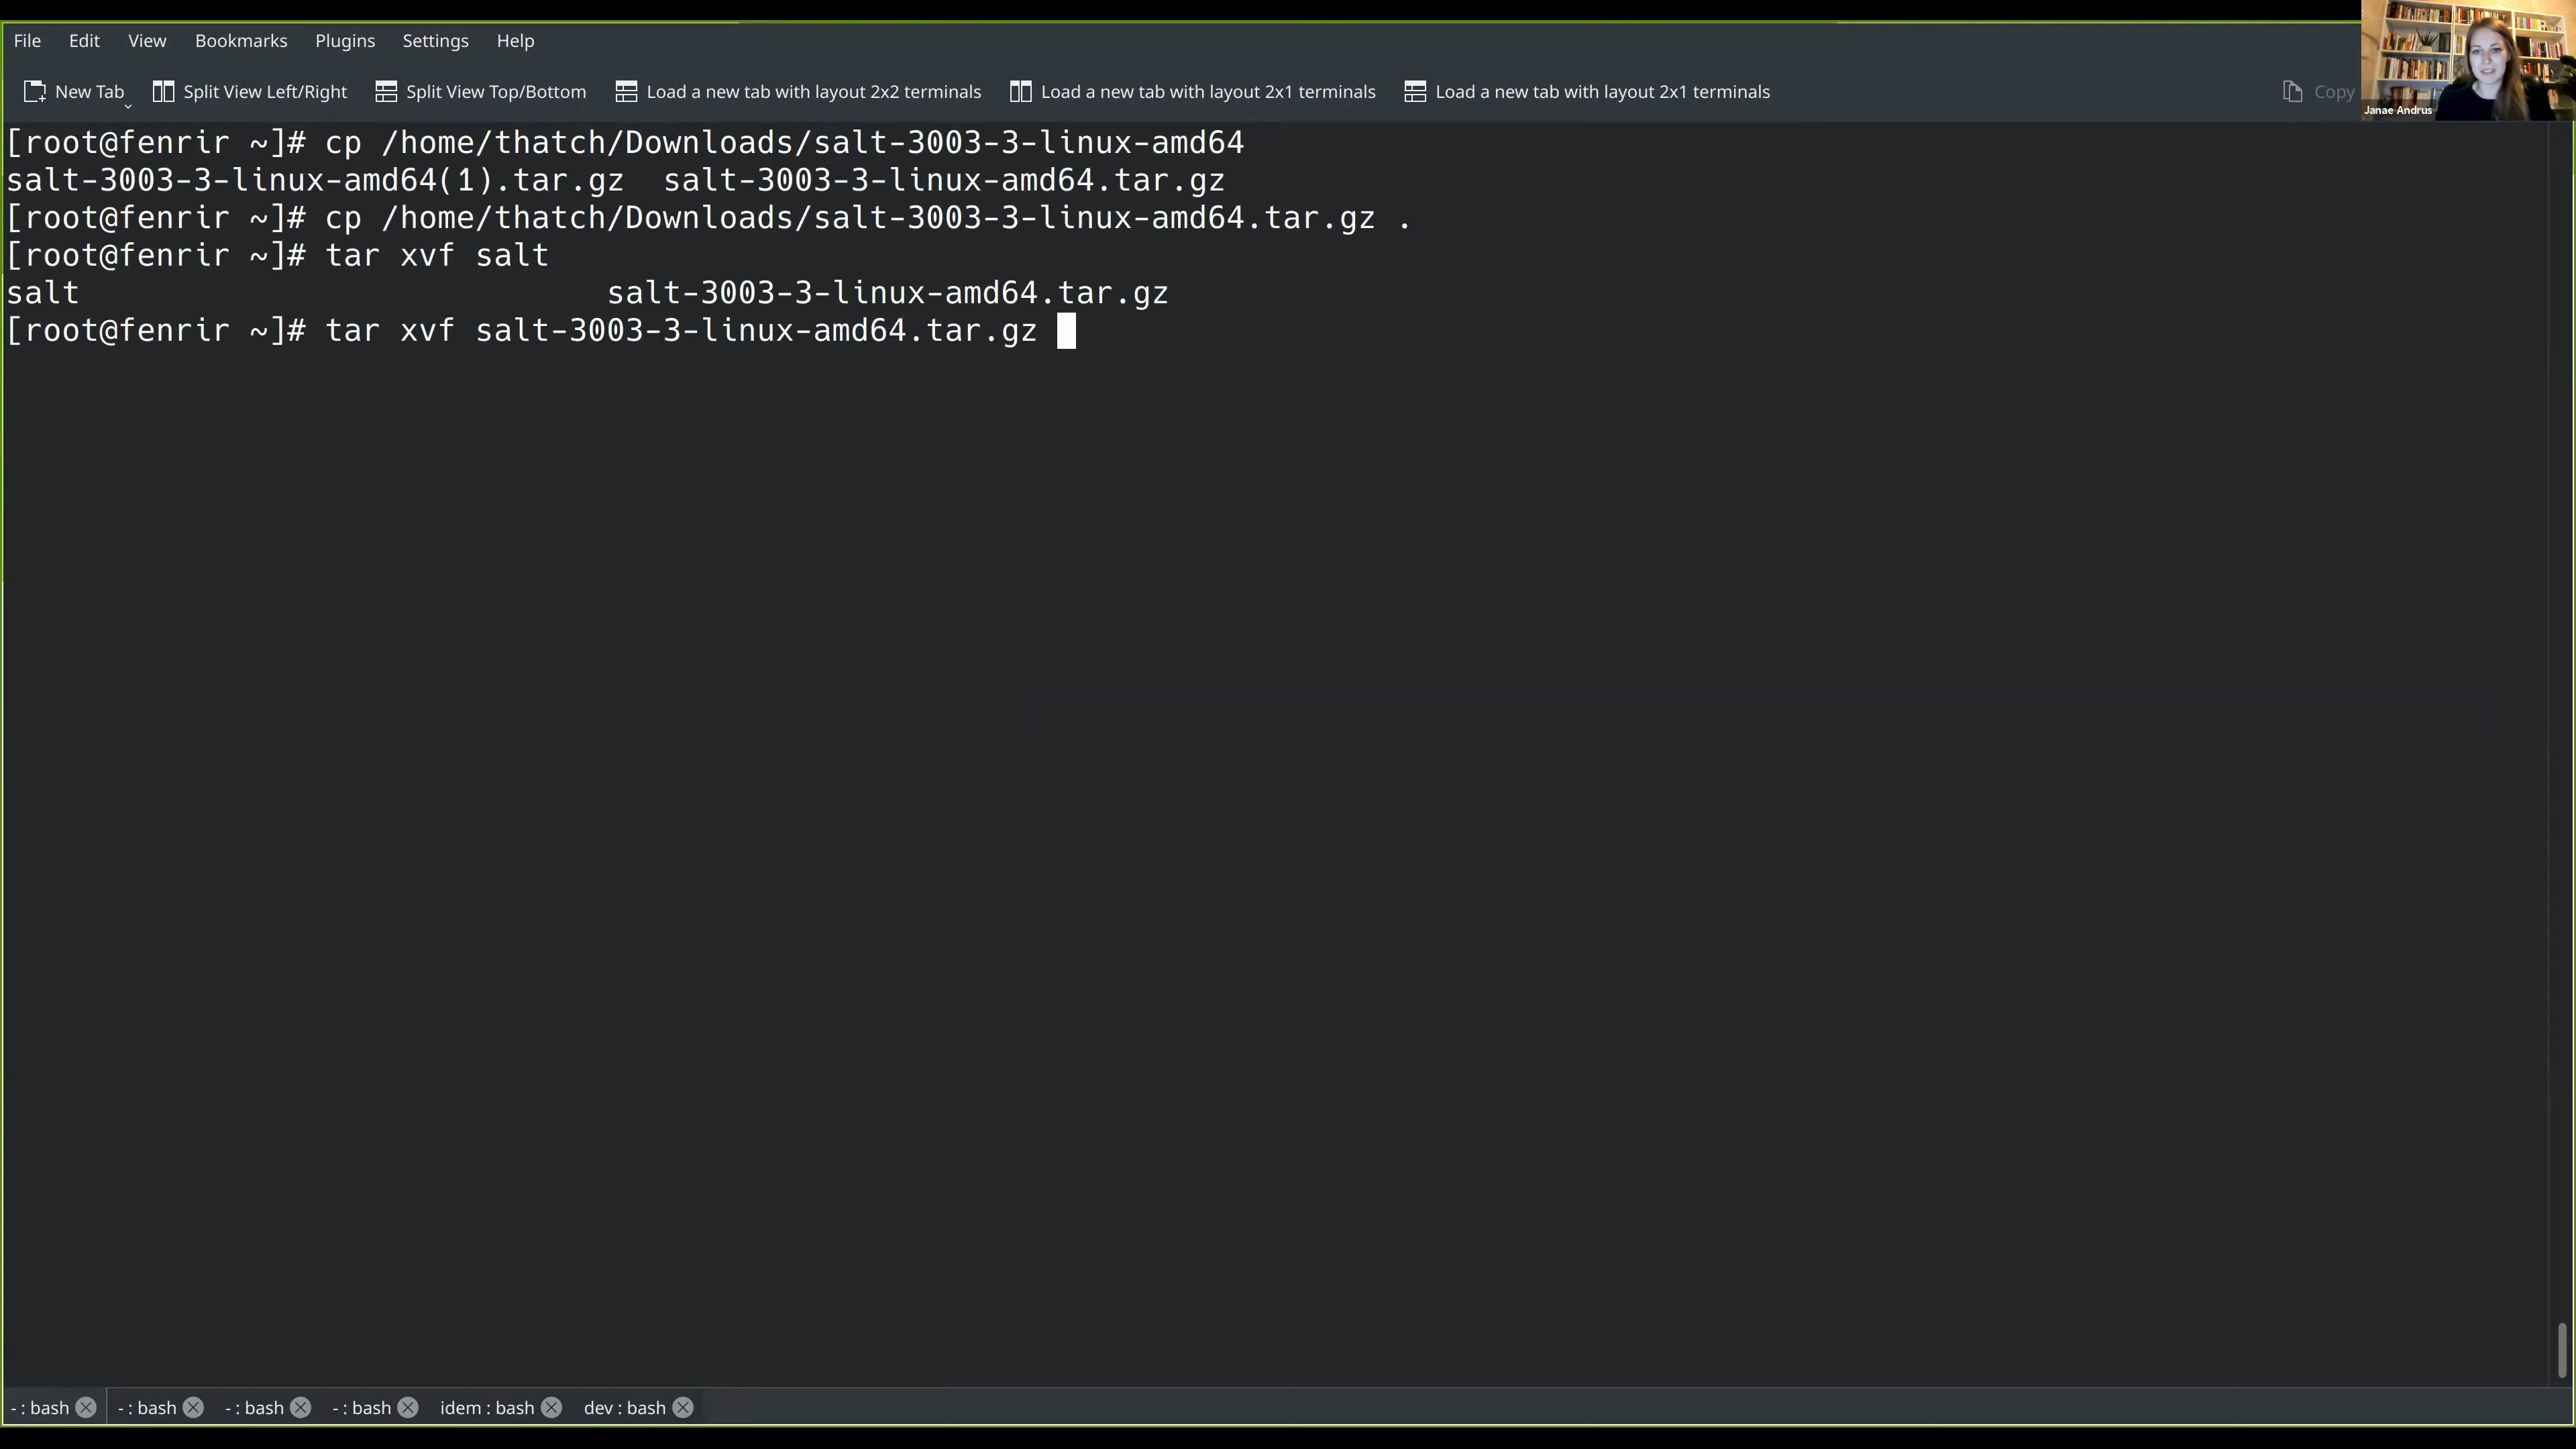 File Edit View Bookmarks Plugins Settings Help
New Tab Split View Left/Right Split View Top/Bottom Load a new tab with layout 2x2 terminals Load a new tab with layout 2x1 terminals Load a new tab with layout 2x1 terminals Copy
Janae Andrus
[root@fenrir ~]# cp /home/thatch/Downloads/salt-3003-3-linux-amd64
salt-3003-3-linux-amd64(1).tar.gz  salt-3003-3-linux-amd64.tar.gz
[root@fenrir ~]# cp /home/thatch/Downloads/salt-3003-3-linux-amd64.tar.gz .
[root@fenrir ~]# tar xvf salt
salt                            salt-3003-3-linux-amd64.tar.gz
[root@fenrir ~]# tar xvf salt-3003-3-linux-amd64.tar.gz
- : bash - : bash - : bash - : bash idem : bash dev : bash